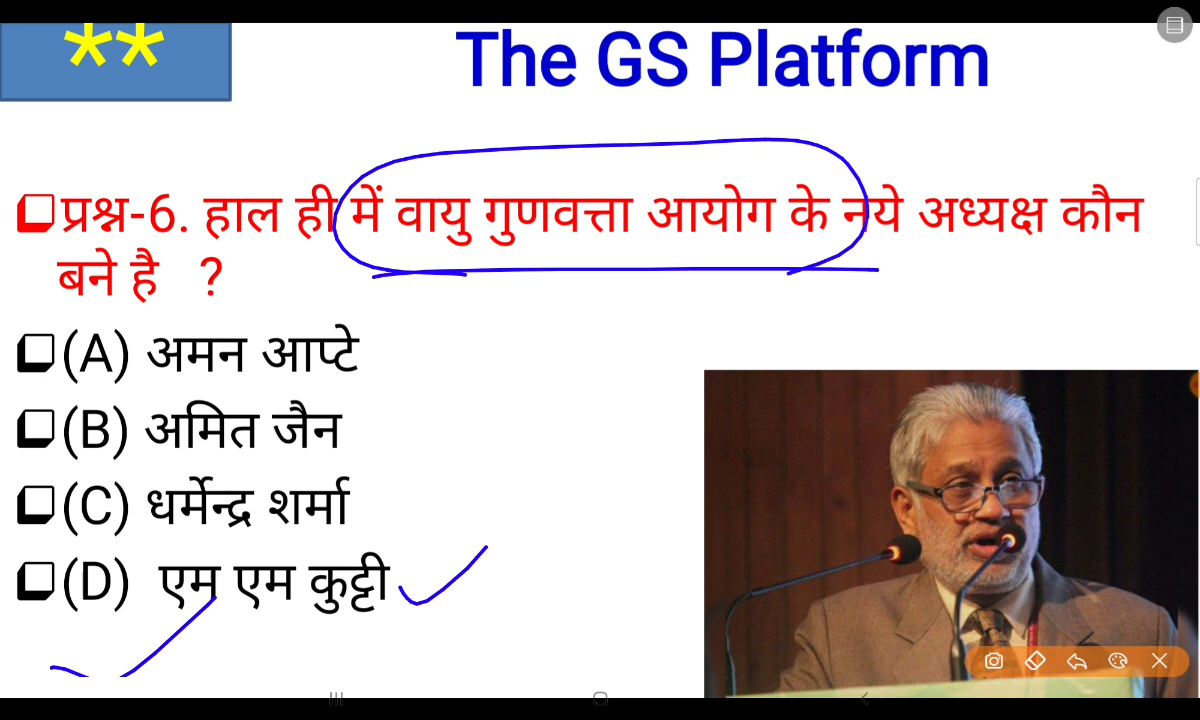 **
The GS Platform
प्रश्न-6. हाल ही में वायु गुणवत्ता आयोग के नये अध्यक्ष कौन
बने है ?
(A) अमन आप्टे
(B) अमित जैन
(C) धर्मेन्द्र शर्मा
(D) एम एम कुट्टी